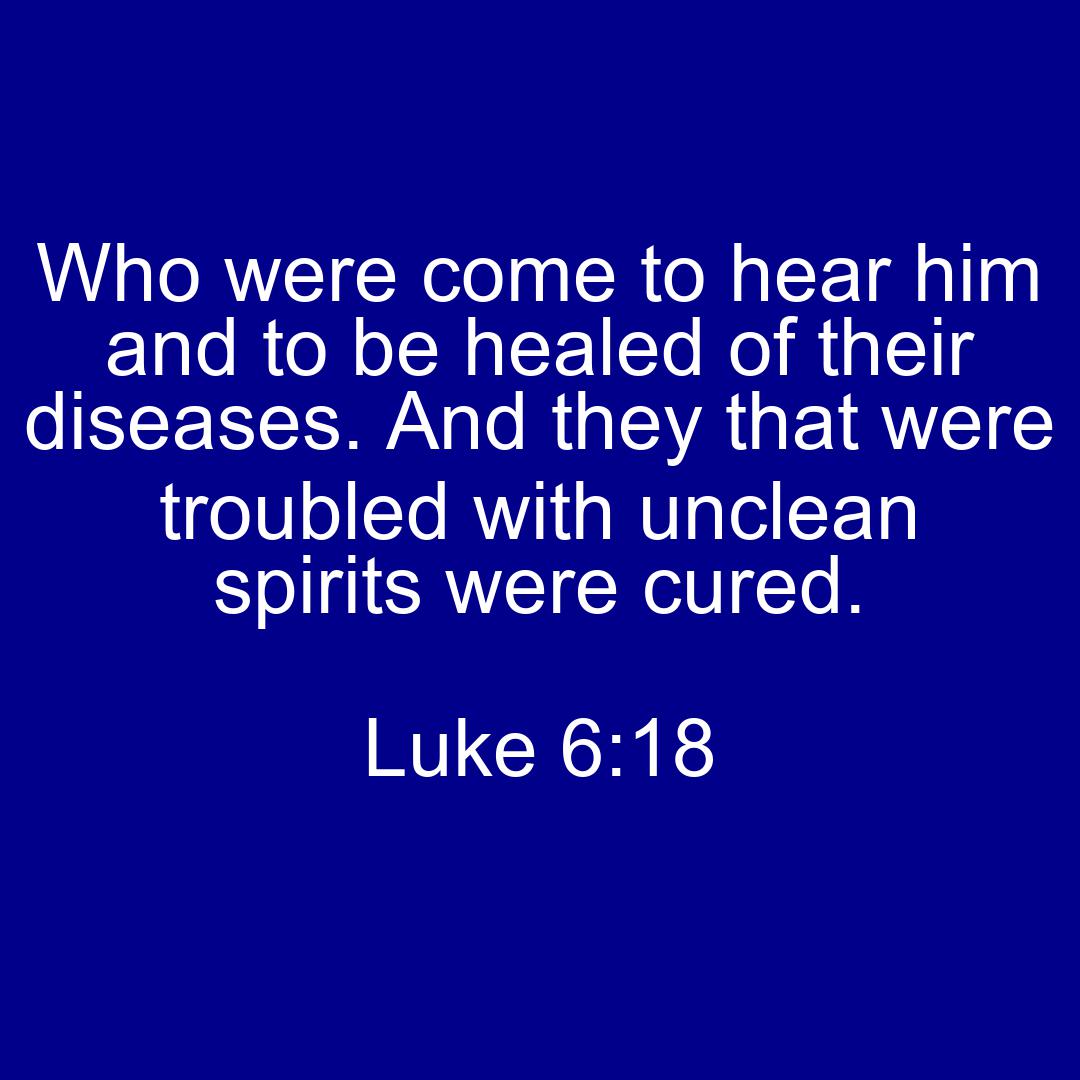 Who were come to hear him
and to be healed of their
diseases. And they that were
troubled with unclean
spirits were cured.
Luke 6:18